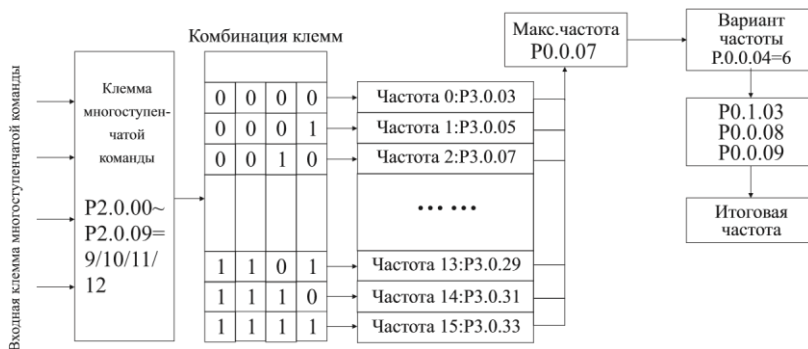 Входная клемма многоступенчатой команды
Клемма
многоступен-
чатой
команды
P2.0.00~
P2.0.09=
9/10/11/
12
Комбинация клемм
0 0 0 0
0 0 0 1
0 0 1 0
1 1 0 1
1 1 1 0
1 1 1 1
Частота 0:P3.0.03
Частота 1:P3.0.05
Частота 2:P3.0.07
... ...
Частота 13:P3.0.29
Частота 14:P3.0.31
Частота 15:P3.0.33
Макс.частота
P0.0.07
Вариант
частоты
P.0.0.04=6
P0.1.03
P0.0.08
P0.0.09
Итоговая
частота